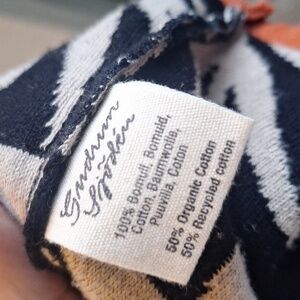 Gudrun
Sjödén
100% Bomull, Bomuld,
Cotton, Baumwolle,
Puuvilla, Coton
50% Organic Cotton
50% Recycled cotton